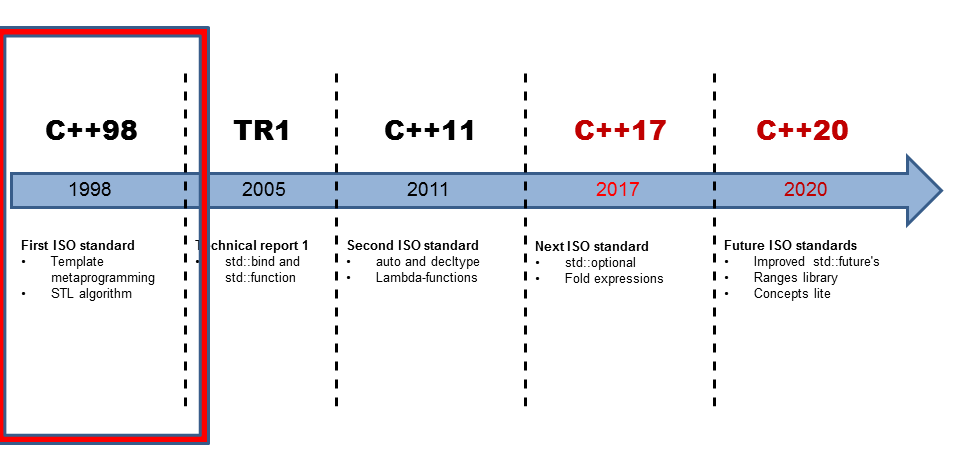 C++98 TR1 C++11 C++17 C++20
1998 2005 2011 2017 2020
First ISO standard
• Template
metaprogramming
• STL algorithm
Technical report 1
• std::bind and
std::function
Second ISO standard
• auto and decltype
• Lambda-functions
Next ISO standard
• std::optional
• Fold expressions
Future ISO standards
• Improved std::future's
• Ranges library
• Concepts lite